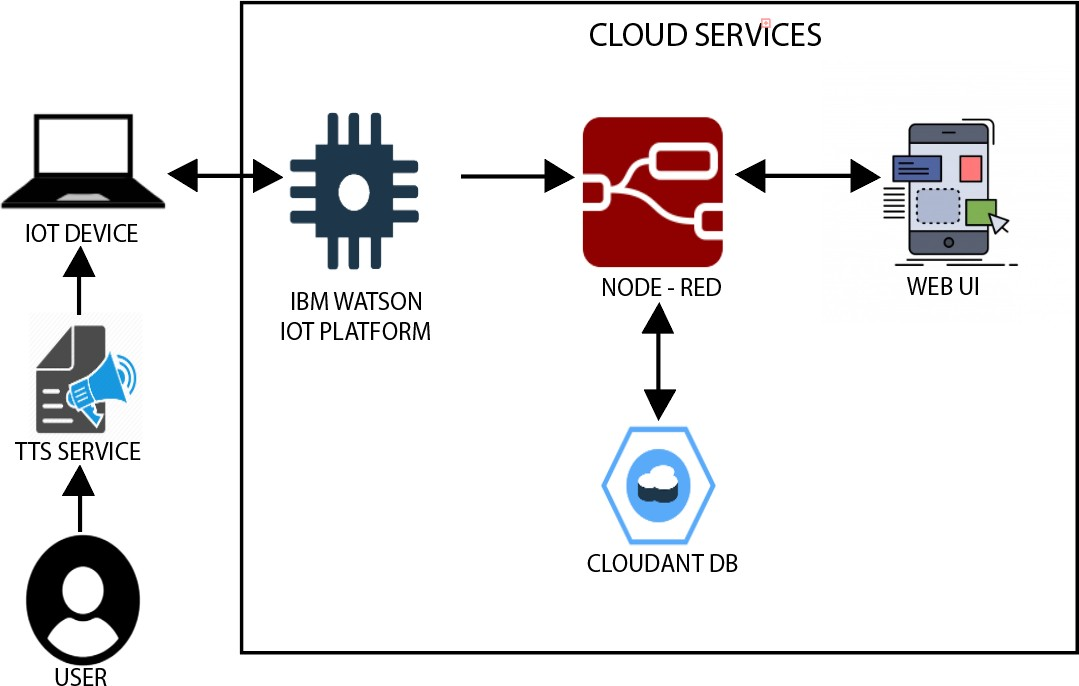 CLOUD SERVICES
IOT DEVICE
IBM WATSON
IOT PLATFORM
NODE - RED
WEB UI
TTS SERVICE
CLOUDANT DB
USER